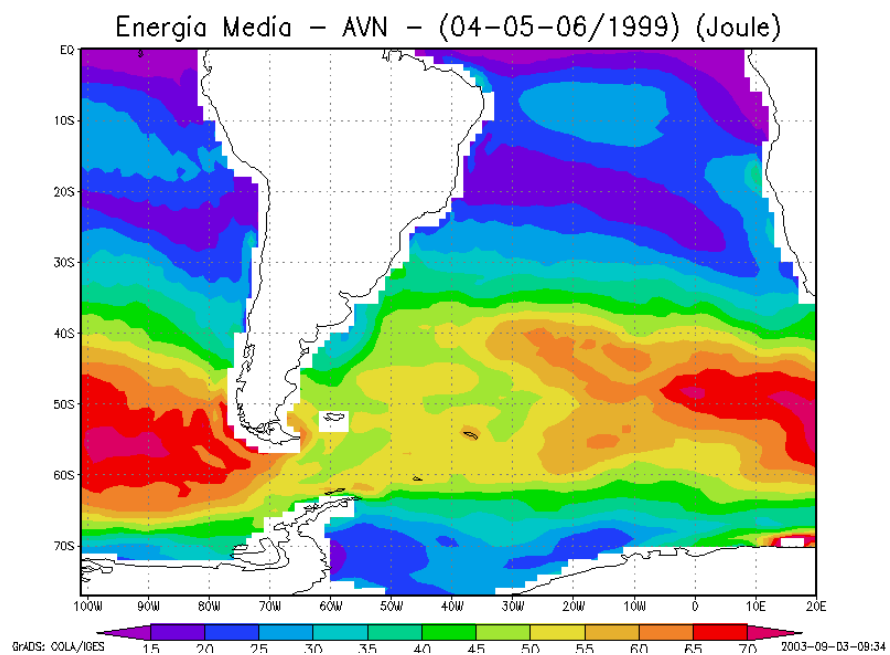 Energía Media - AVN - (04-05-06/1999) (Joule)
EQ
10S
20S
30S
40S
50S
60S
70S
100W 90W 80W 70W 60W 50W 40W 30W 20W 10W 0 10E 20E
15 20 25 30 35 40 45 50 55 60 65 70
GrADS: COLA/IGES 2003-09-03-09:34